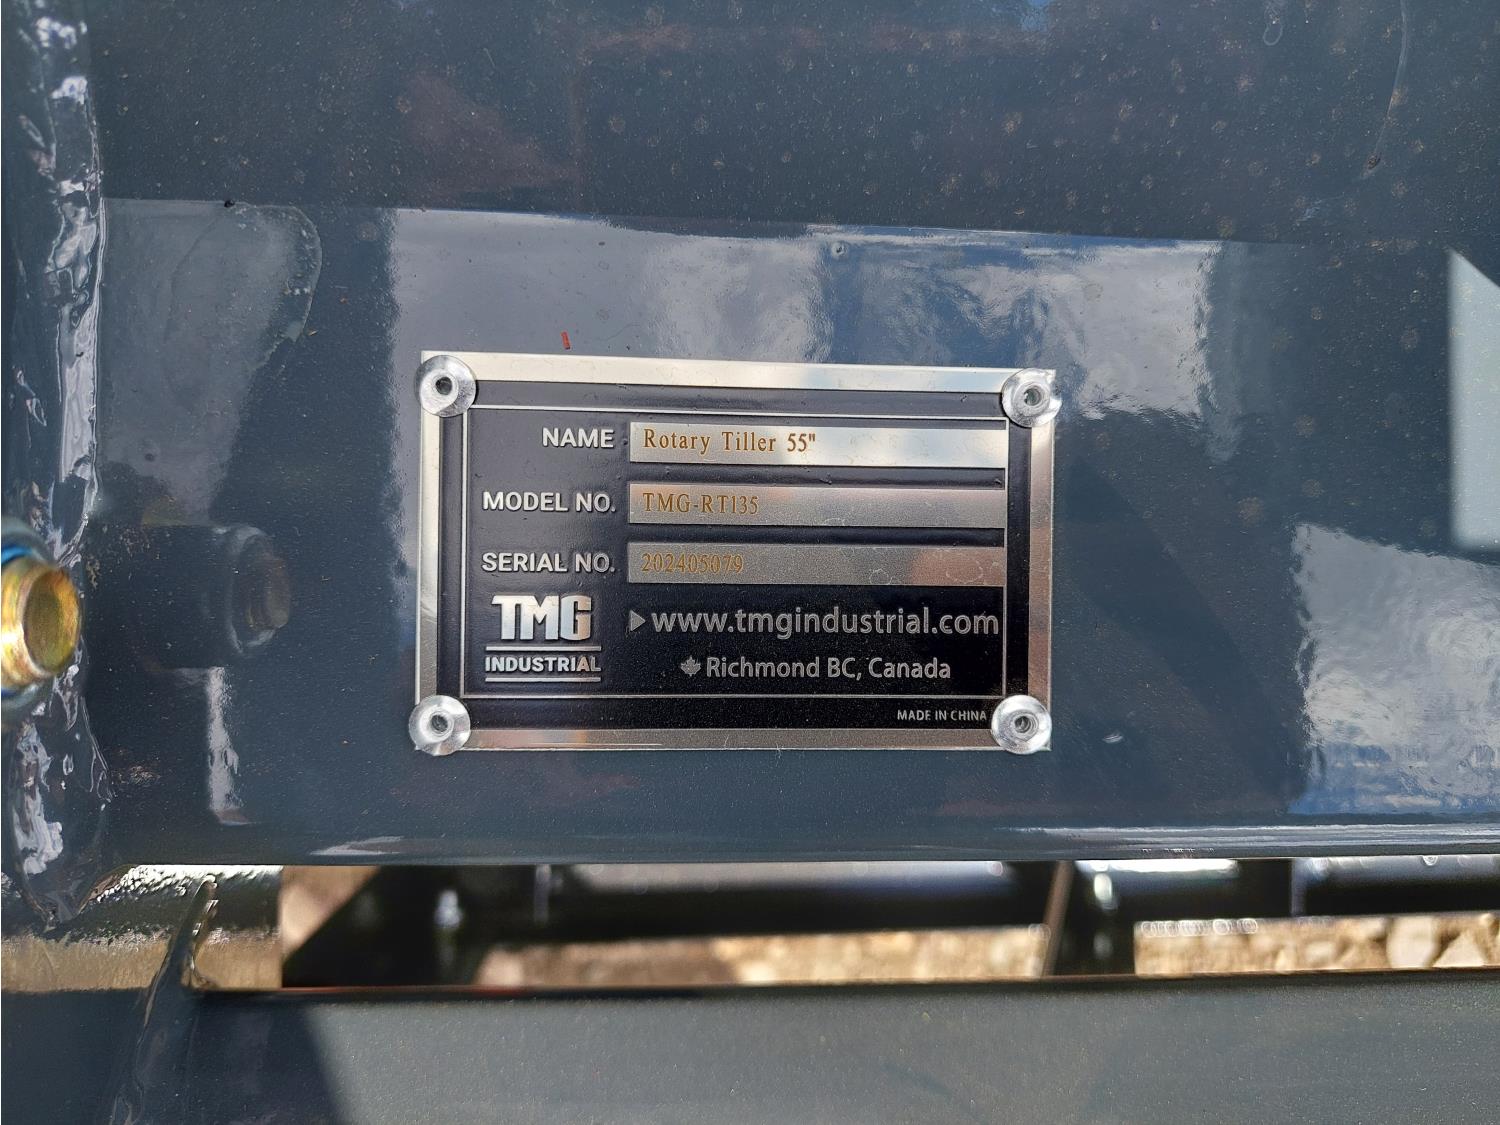 NAME Rotary Tiller 55"
MODEL NO. TMG-RT135
SERIAL NO. 202405079
TMG
INDUSTRIAL
www.tmgindustrial.com
Richmond BC, Canada
MADE IN CHINA